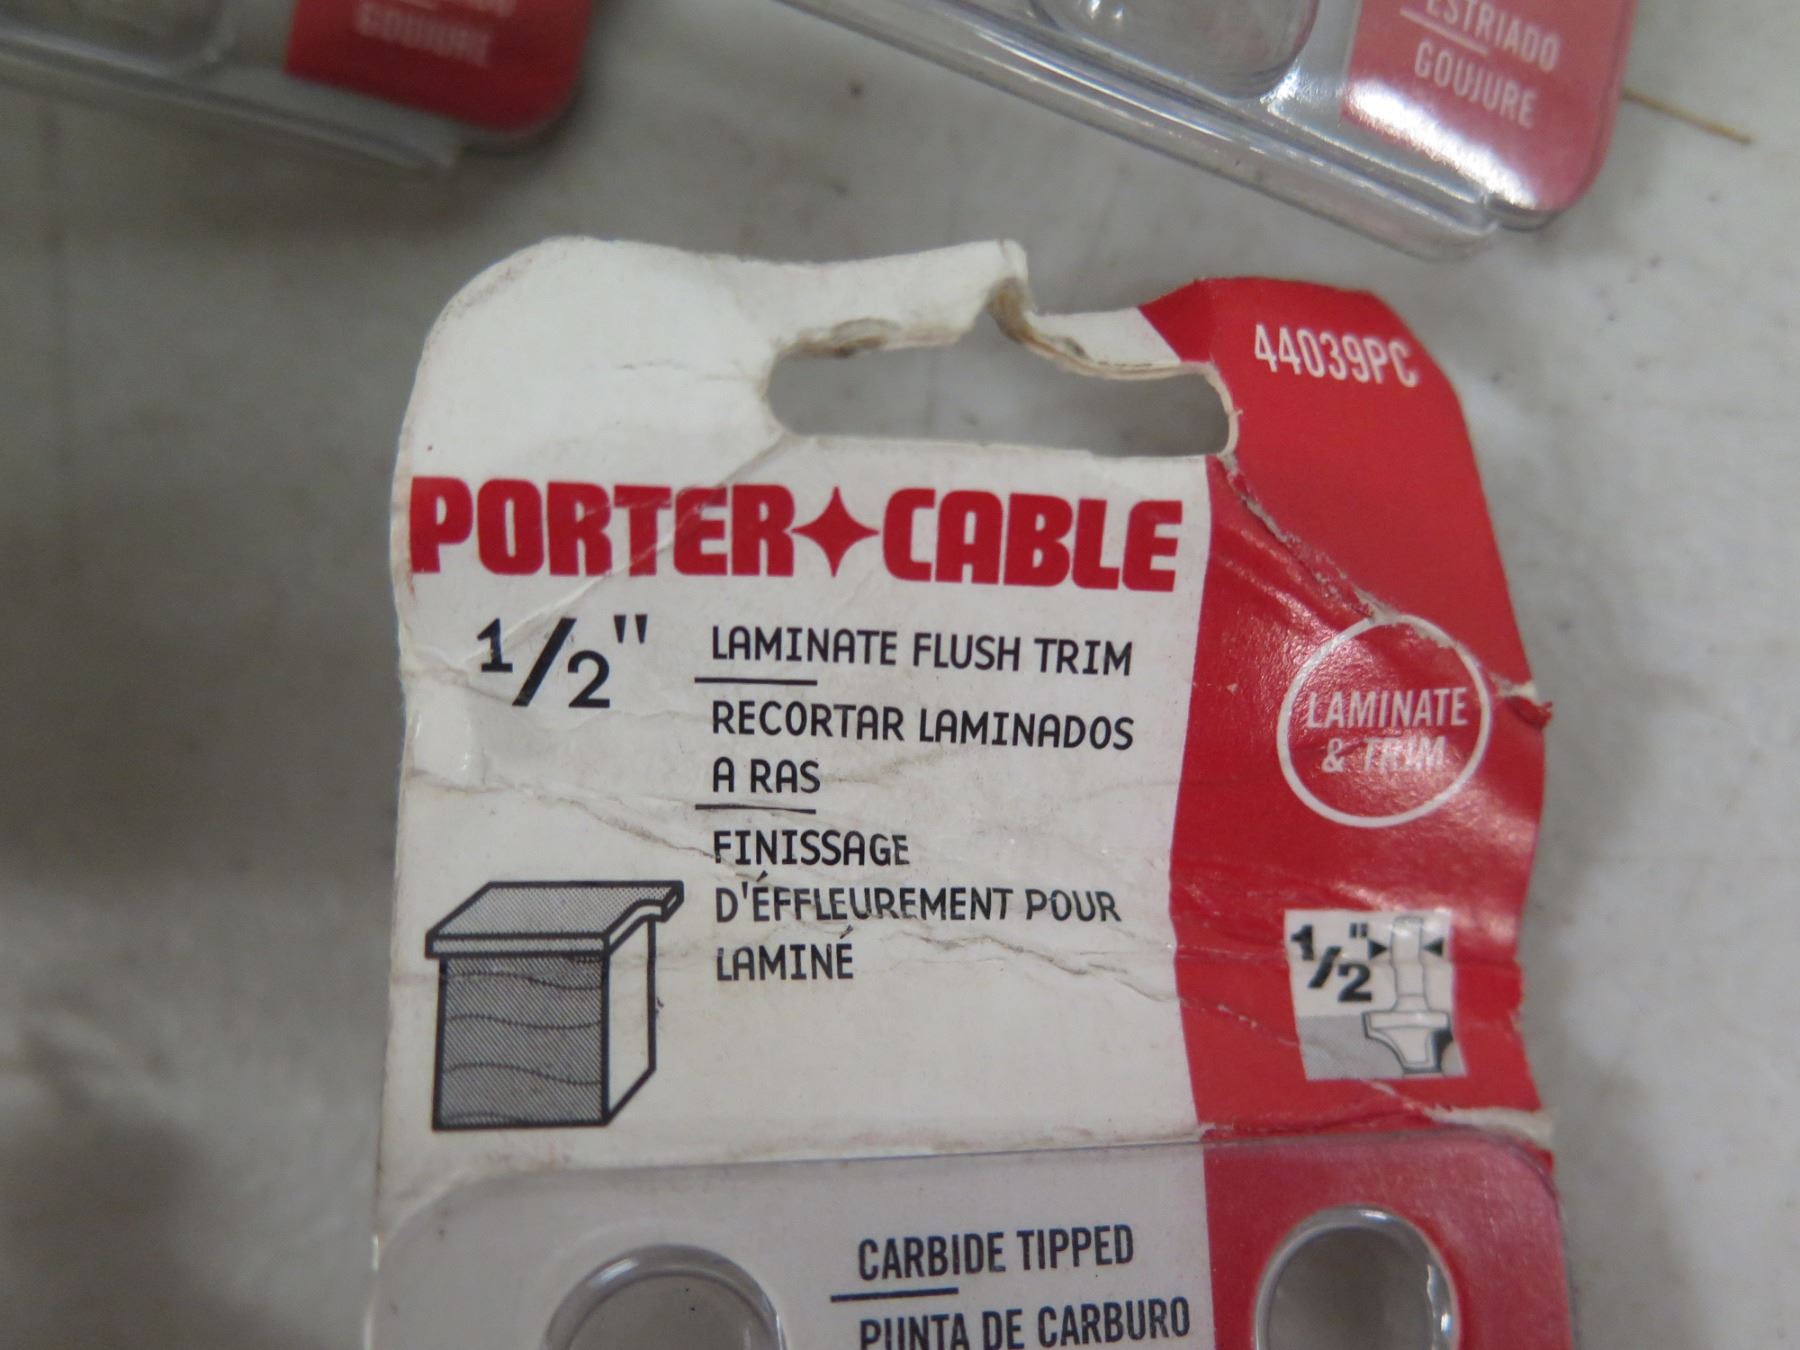 GOUJURE
ESTRIADO
GOUJURE
44039PC
PORTER CABLE
1/2"
LAMINATE FLUSH TRIM
RECORTAR LAMINADOS
A RAS
FINISSAGE
D'ÉFFLEUREMENT POUR
LAMINÉ
LAMINATE
& TRIM
1/2"
CARBIDE TIPPED
PUNTA DE CARBURO